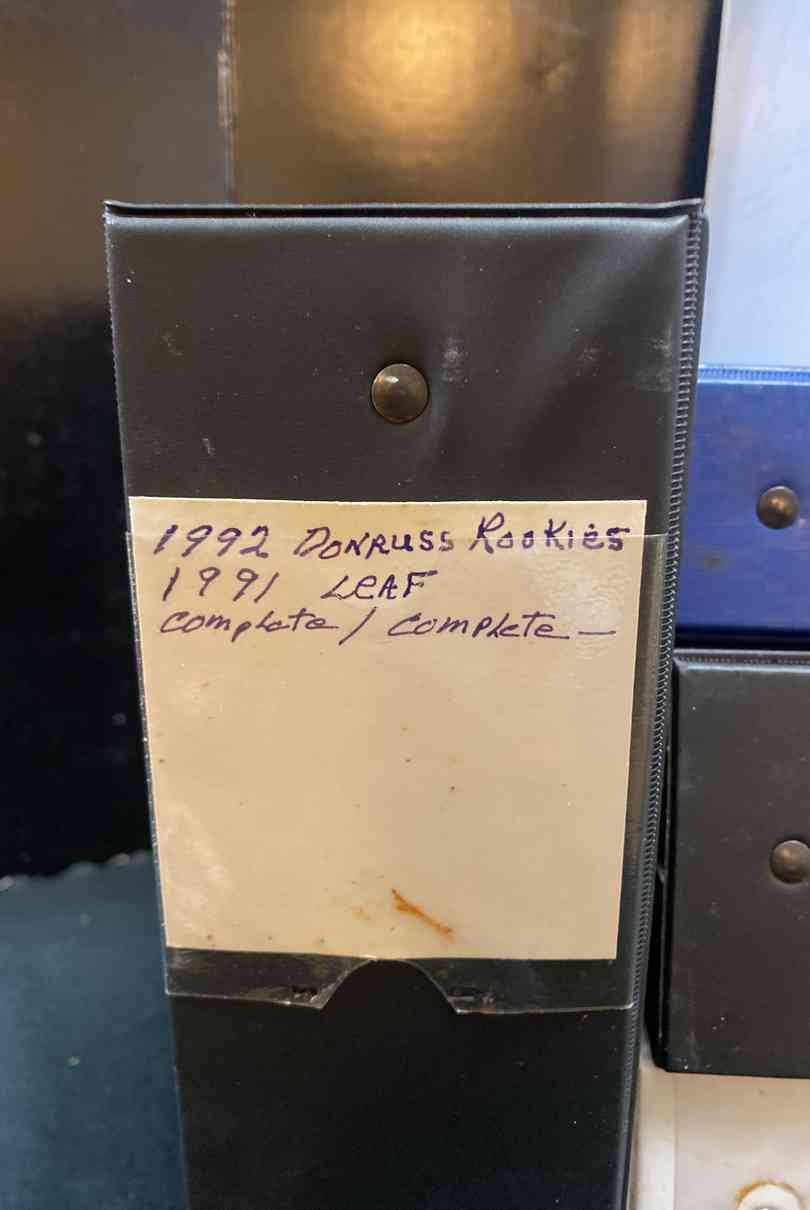 1992 Donruss Rookies
1991 Leaf
complete / complete —